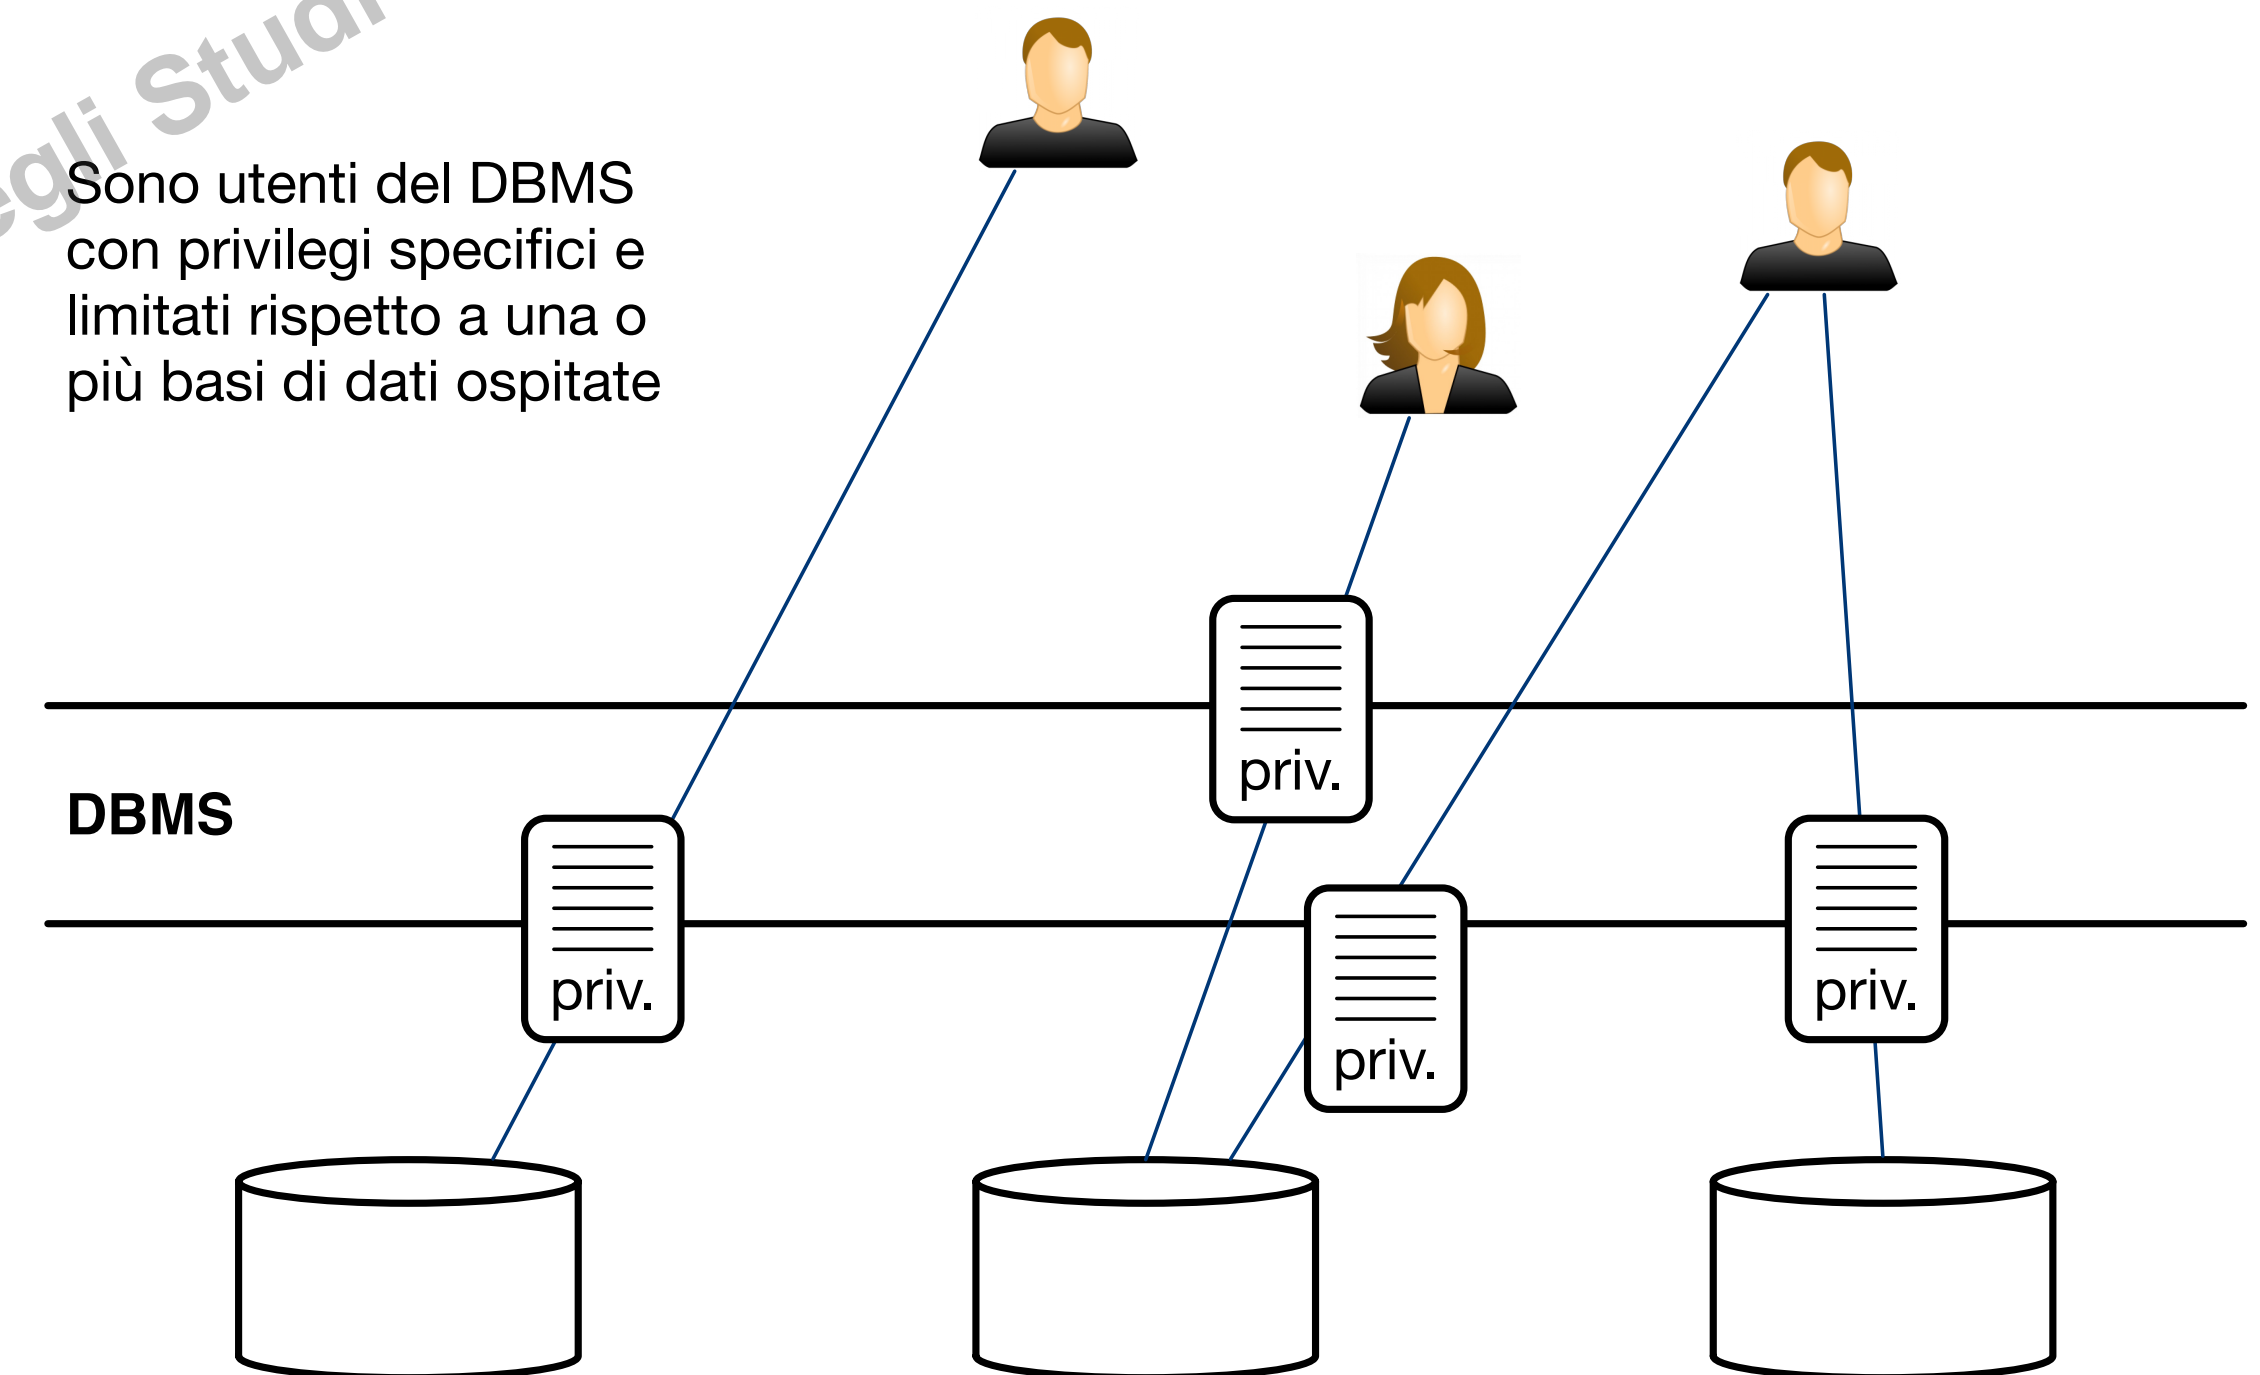 egli Studi
Sono utenti del DBMS
con privilegi specifici e
limitati rispetto a una o
più basi di dati ospitate
priv.
DBMS
priv.
priv.
priv.